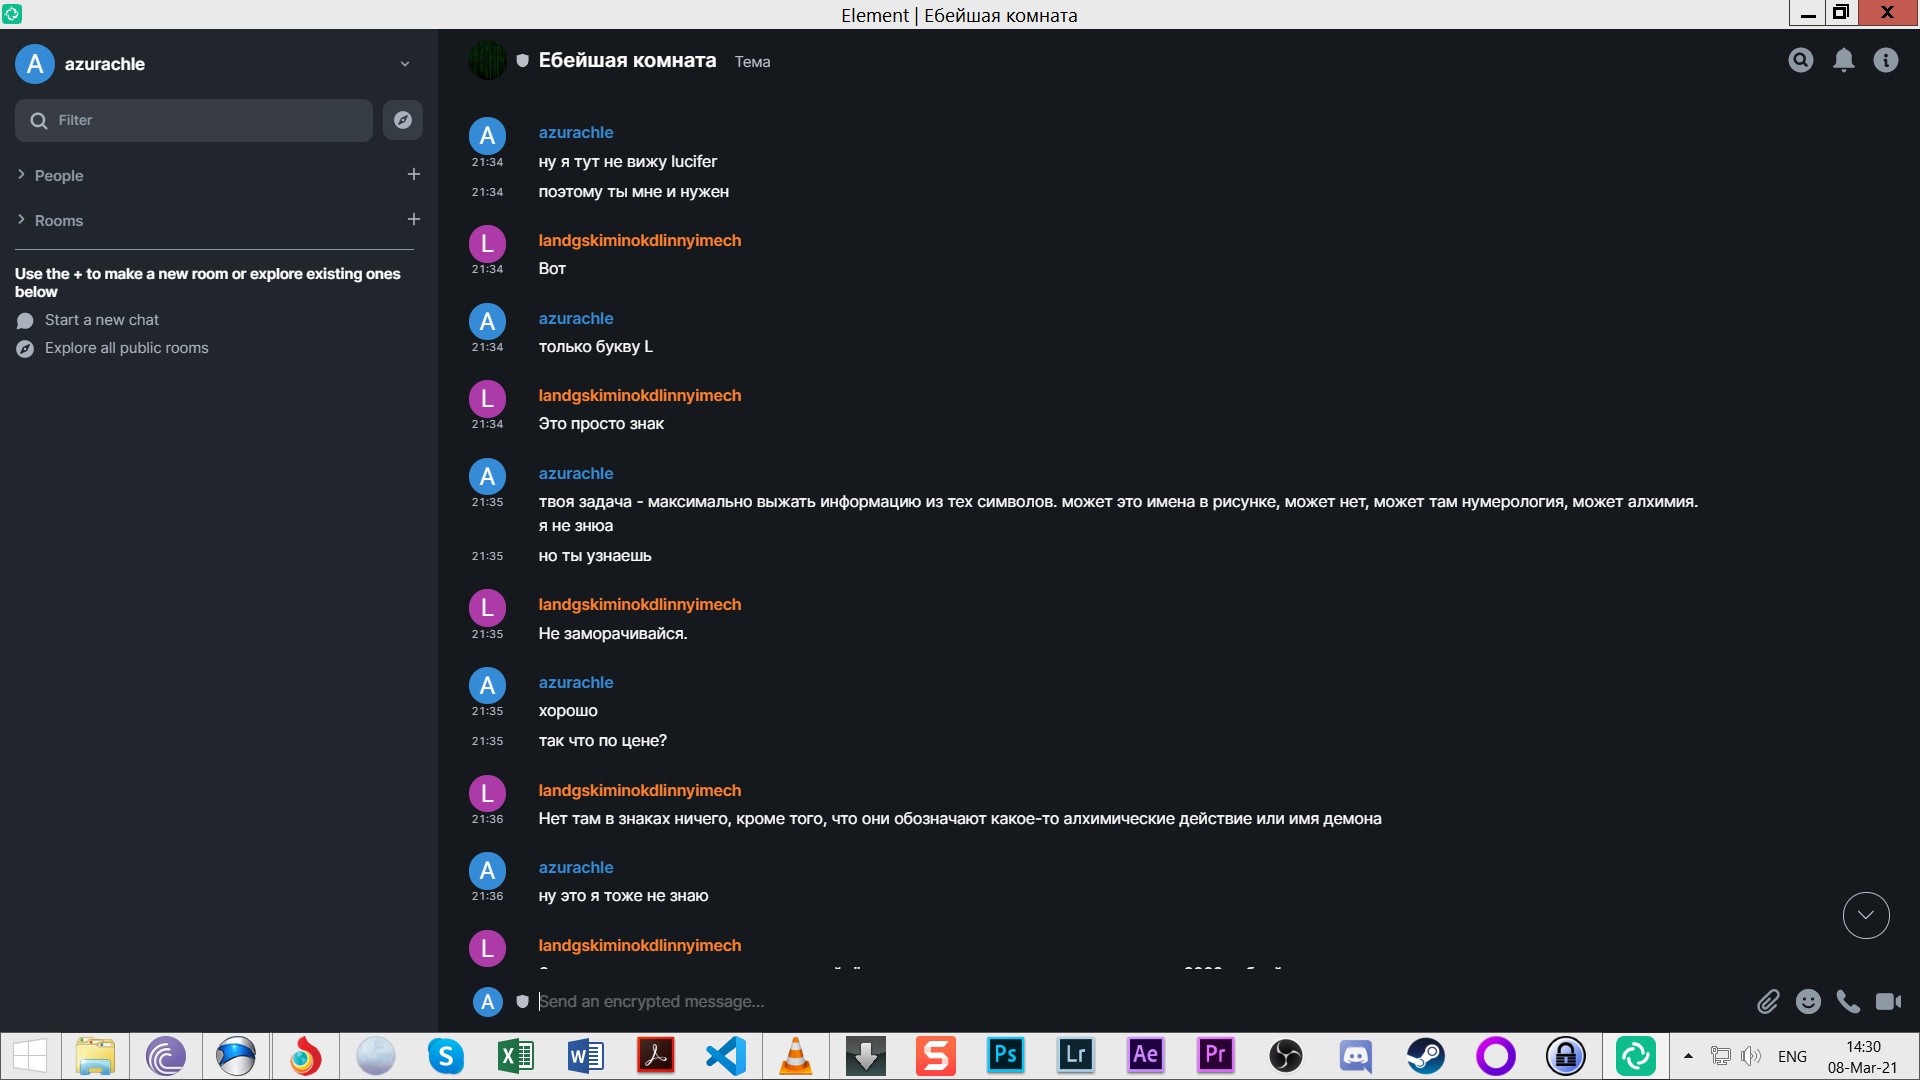 Element | Ебейшая комната
A azurachle
Filter
People
Rooms
Use the + to make a new room or explore existing ones
below
Start a new chat
Explore all public rooms
Ебейшая комната Тема
A azurachle
21:34 ну я тут не вижу lucifer
21:34 поэтому ты мне и нужен
L landgskiminokdlinnyimech
21:34 Вот
A azurachle
21:34 только букву L
L landgskiminokdlinnyimech
21:34 Это просто знак
A azurachle
21:35 твоя задача - максимально выжать информацию из тех символов. может это имена в рисунке, может нет, может там нумерология, может алхимия.
я не знюа
21:35 но ты узнаешь
L landgskiminokdlinnyimech
21:35 Не заморачивайся.
A azurachle
21:35 хорошо
21:35 так что по цене?
L landgskiminokdlinnyimech
21:36 Нет там в знаках ничего, кроме того, что они обозначают какое-то алхимические действие или имя демона
A azurachle
21:36 ну это я тоже не знаю
L landgskiminokdlinnyimech
A Send an encrypted message...
S X W S Ps Lr Ae Pr ENG
14:30
08-Mar-21